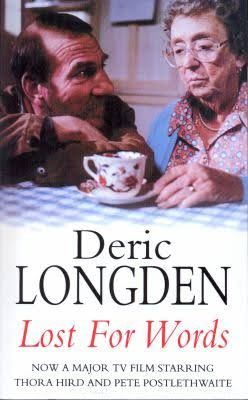 Deric
LONGDEN
Lost For Words
NOW A MAJOR TV FILM STARRING
THORA HIRD AND PETE POSTLETHWAITE